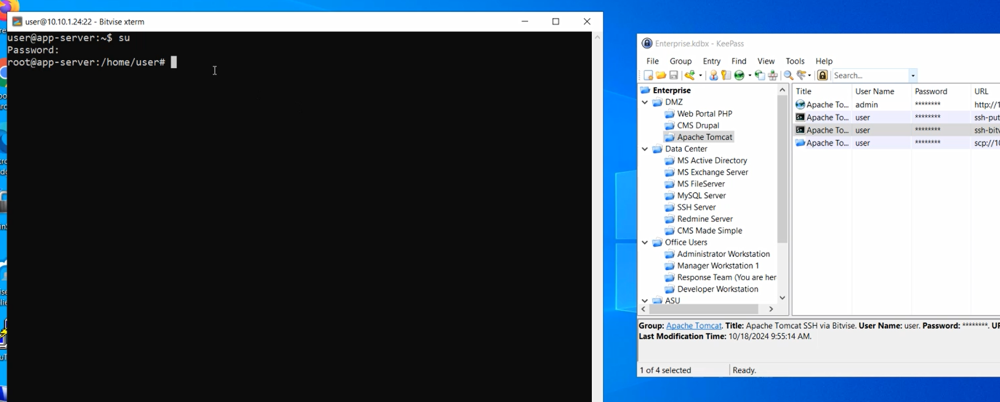 user@10.10.1.24:22 - Bitvise xterm
user@app-server:~$ su
Password:
root@app-server:/home/user#
Enterprise.kdbx - KeePass
File Group Entry Find View Tools Help
Search...
Enterprise
DMZ
Web Portal PHP
CMS Drupal
Apache Tomcat
Data Center
MS Active Directory
MS Exchange Server
MS FileServer
MySQL Server
SSH Server
Redmine Server
CMS Made Simple
Office Users
Administrator Workstation
Manager Workstation 1
Response Team (You are her
Developer Workstation
ASU
Title User Name Password URL
Apache To... admin ******** http://1
Apache To... user ******** ssh-put
Apache To... user ******** ssh-bitv
Apache To... user ******** scp://10
Group: Apache Tomcat. Title: Apache Tomcat SSH via Bitvise. User Name: user. Password: ********. UR
Last Modification Time: 10/18/2024 9:55:14 AM.
1 of 4 selected Ready.